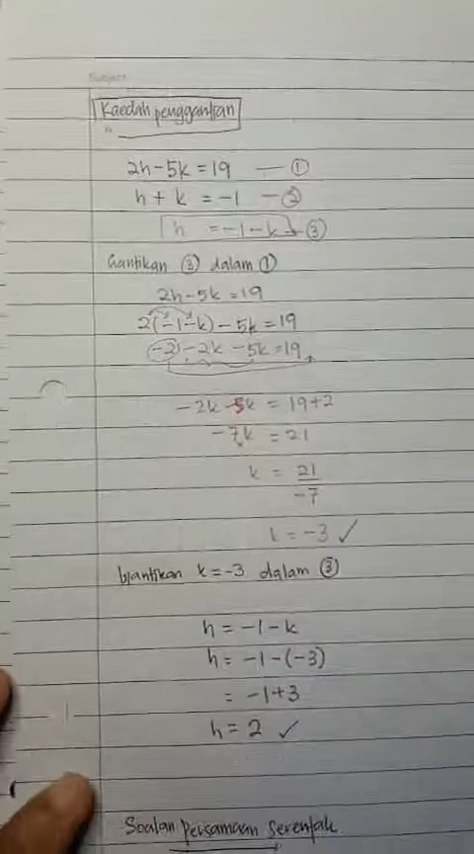 Subject
Kaedah penggantian
2h - 5k = 19 — ①
h + k = -1 — ②
h = -1 - k → ③
Gantikan ③ dalam ①
2h - 5k = 19
2(-1-k) - 5k = 19
-2 - 2k - 5k = 19
-2k - 5k = 19 + 2
-7k = 21
k = 21
-7
k = -3 ✓
Gantikan k = -3 dalam ③
h = -1 - k
h = -1 - (-3)
= -1 + 3
h = 2 ✓
Soalan persamaan serentak